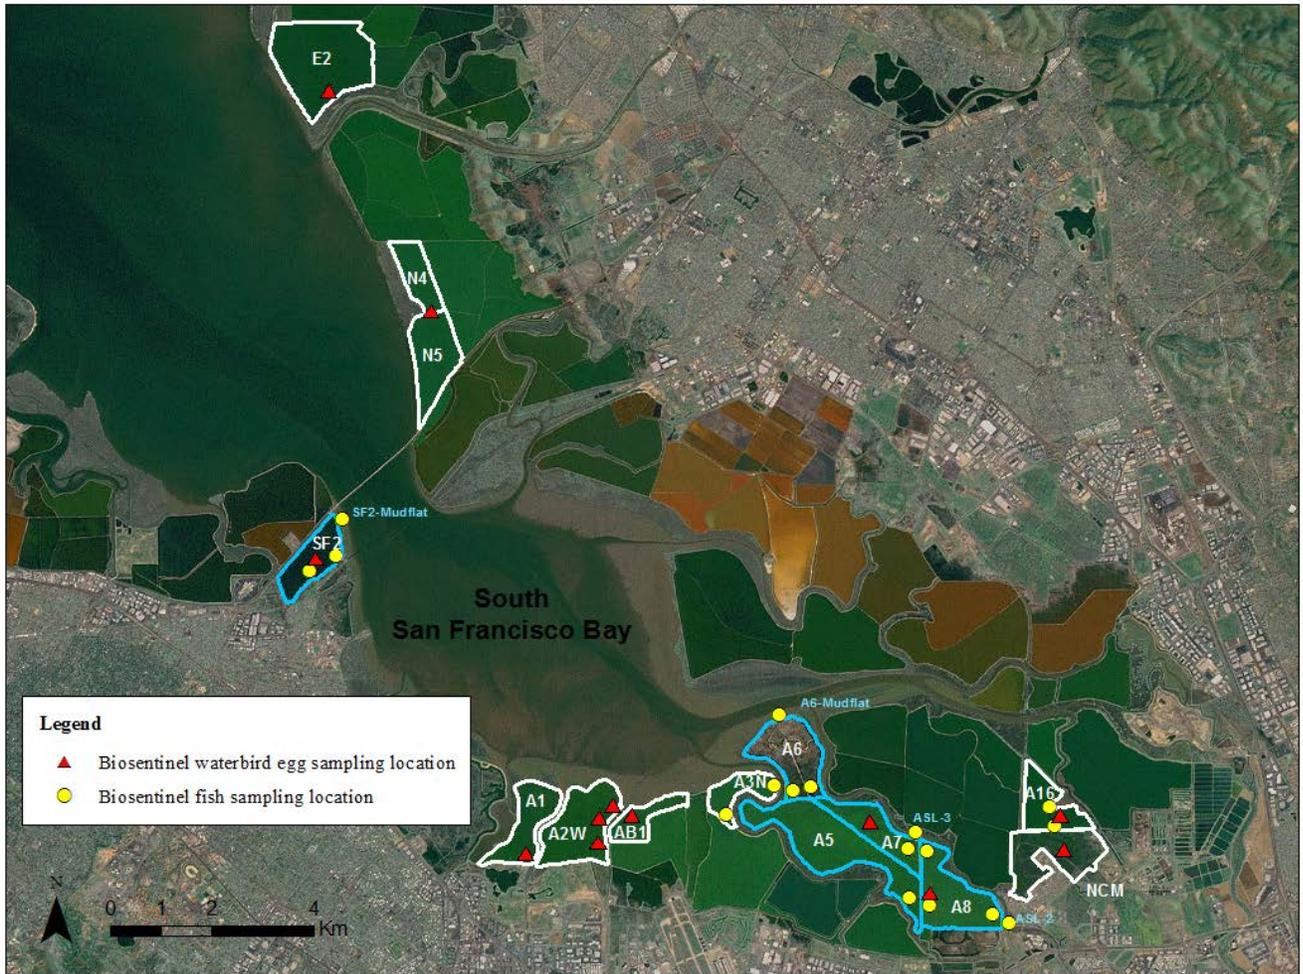 E2
N4
N5
SF2-Mudflat
SF2
South
San Francisco Bay
Legend
Biosentinel waterbird egg sampling location
Biosentinel fish sampling location
A6-Mudflat
A6
A3N
A1
A2W
AB1
A5
A7
ASL-3
A16
A8
ASL-2
NCM
N
0 1 2 4
Km